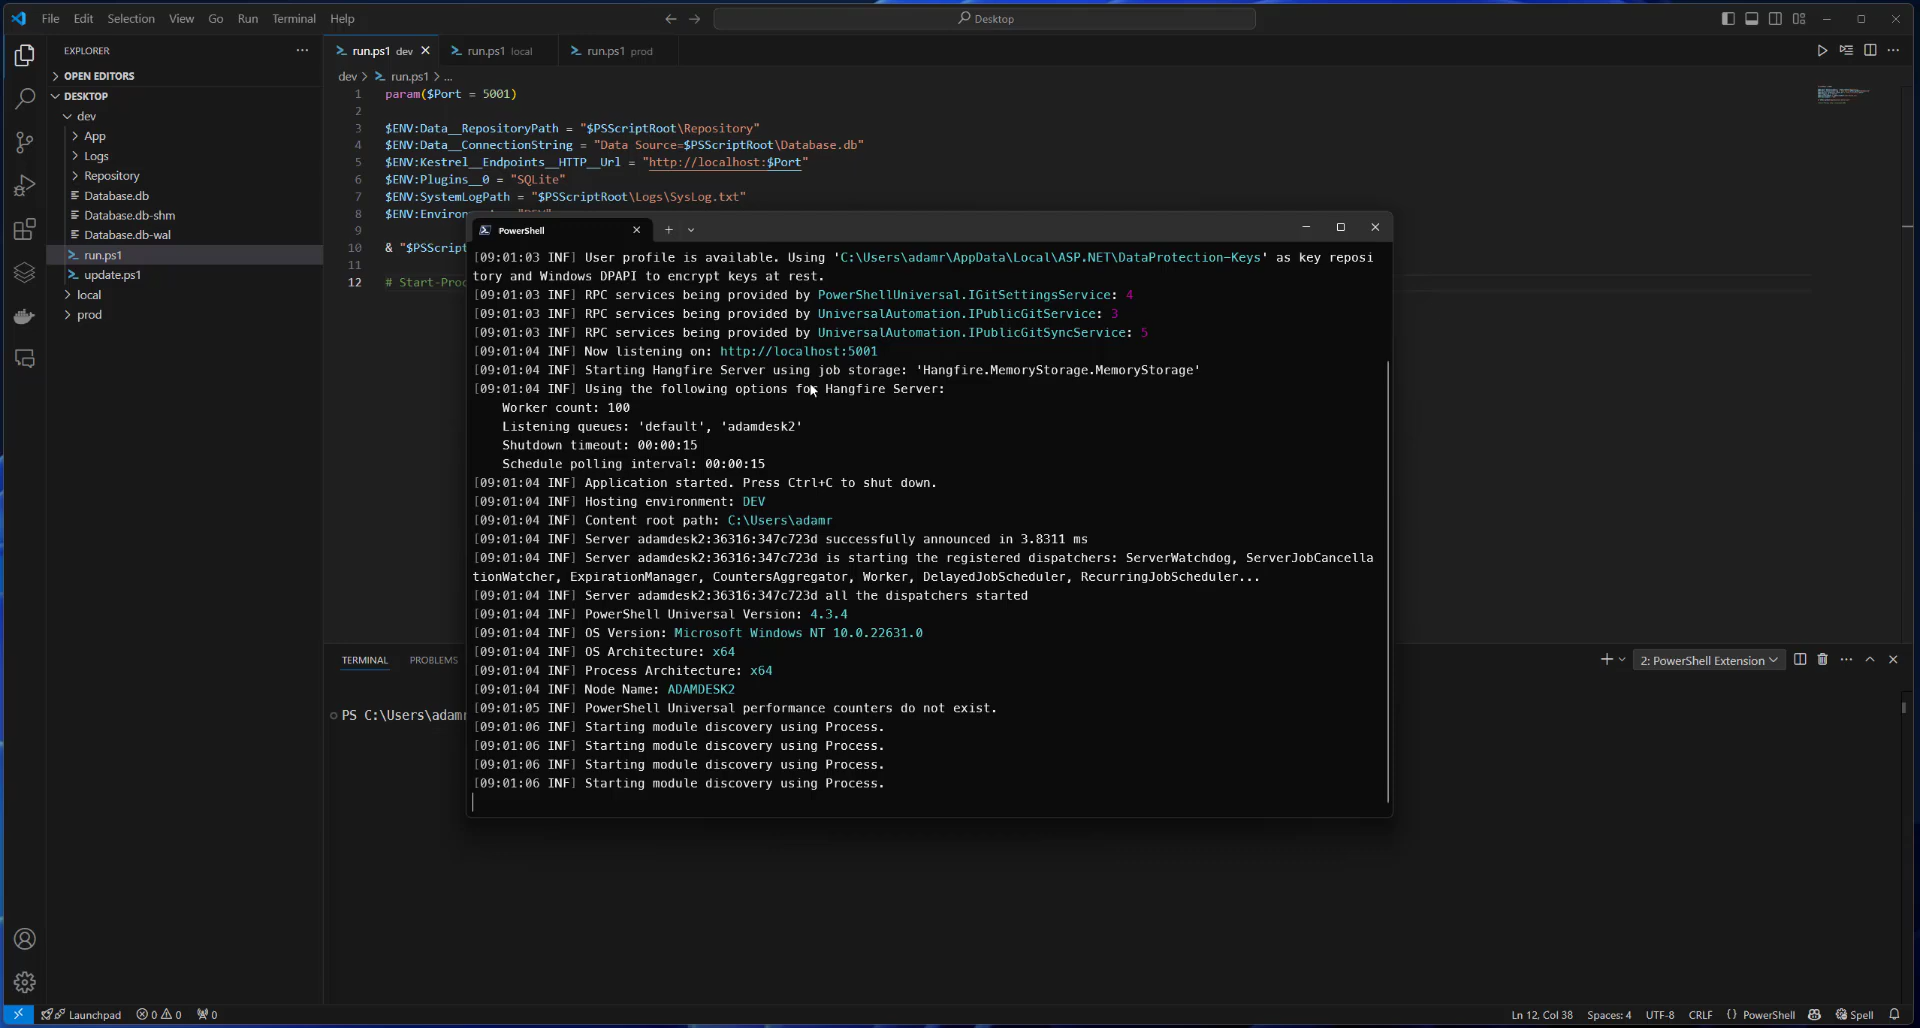 File Edit Selection View Go Run Terminal Help
Desktop
EXPLORER
OPEN EDITORS
DESKTOP
dev
App
Logs
Repository
Database.db
Database.db-shm
Database.db-wal
run.ps1
update.ps1
local
prod
run.ps1 dev
run.ps1 local
run.ps1 prod
dev > run.ps1 > ...
1 param($Port = 5001)
2
3 $ENV:Data__RepositoryPath = "$PSScriptRoot\Repository"
4 $ENV:Data__ConnectionString = "Data Source=$PSScriptRoot\Database.db"
5 $ENV:Kestrel__Endpoints__HTTP__Url = "http://localhost:$Port"
6 $ENV:Plugins__0 = "SQLite"
7 $ENV:SystemLogPath = "$PSScriptRoot\Logs\SysLog.txt"
8 $ENV:Environ
9
10 & "$PSScript
11
12 # Start-Proc
PowerShell
[09:01:03 INF] User profile is available. Using 'C:\Users\adamr\AppData\Local\ASP.NET\DataProtection-Keys' as key reposi
tory and Windows DPAPI to encrypt keys at rest.
[09:01:03 INF] RPC services being provided by PowerShellUniversal.IGitSettingsService: 4
[09:01:03 INF] RPC services being provided by UniversalAutomation.IPublicGitService: 3
[09:01:03 INF] RPC services being provided by UniversalAutomation.IPublicGitSyncService: 5
[09:01:04 INF] Now listening on: http://localhost:5001
[09:01:04 INF] Starting Hangfire Server using job storage: 'Hangfire.MemoryStorage.MemoryStorage'
[09:01:04 INF] Using the following options for Hangfire Server:
Worker count: 100
Listening queues: 'default', 'adamdesk2'
Shutdown timeout: 00:00:15
Schedule polling interval: 00:00:15
[09:01:04 INF] Application started. Press Ctrl+C to shut down.
[09:01:04 INF] Hosting environment: DEV
[09:01:04 INF] Content root path: C:\Users\adamr
[09:01:04 INF] Server adamdesk2:36316:347c723d successfully announced in 3.8311 ms
[09:01:04 INF] Server adamdesk2:36316:347c723d is starting the registered dispatchers: ServerWatchdog, ServerJobCancella
tionWatcher, ExpirationManager, CountersAggregator, Worker, DelayedJobScheduler, RecurringJobScheduler...
[09:01:04 INF] Server adamdesk2:36316:347c723d all the dispatchers started
[09:01:04 INF] PowerShell Universal Version: 4.3.4
[09:01:04 INF] OS Version: Microsoft Windows NT 10.0.22631.0
[09:01:04 INF] OS Architecture: x64
[09:01:04 INF] Process Architecture: x64
[09:01:04 INF] Node Name: ADAMDESK2
[09:01:05 INF] PowerShell Universal performance counters do not exist.
[09:01:06 INF] Starting module discovery using Process.
[09:01:06 INF] Starting module discovery using Process.
[09:01:06 INF] Starting module discovery using Process.
[09:01:06 INF] Starting module discovery using Process.
TERMINAL PROBLEMS
2: PowerShell Extension
PS C:\Users\adamr
Launchpad 0 0 0
Ln 12, Col 38 Spaces: 4 UTF-8 CRLF {} PowerShell Spell